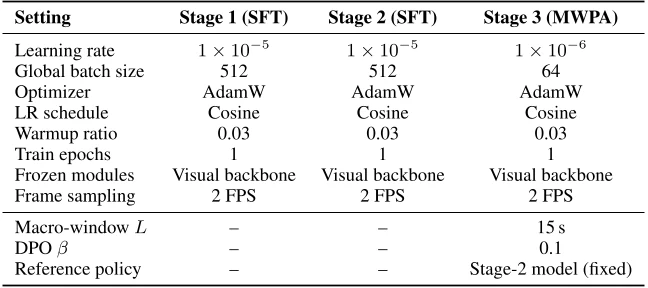 Setting Stage 1 (SFT) Stage 2 (SFT) Stage 3 (MWPA)
Learning rate 1 × 10⁻⁵ 1 × 10⁻⁵ 1 × 10⁻⁶
Global batch size 512 512 64
Optimizer AdamW AdamW AdamW
LR schedule Cosine Cosine Cosine
Warmup ratio 0.03 0.03 0.03
Train epochs 1 1 1
Frozen modules Visual backbone Visual backbone Visual backbone
Frame sampling 2 FPS 2 FPS 2 FPS
Macro-window L – – 15 s
DPO β – – 0.1
Reference policy – – Stage-2 model (fixed)